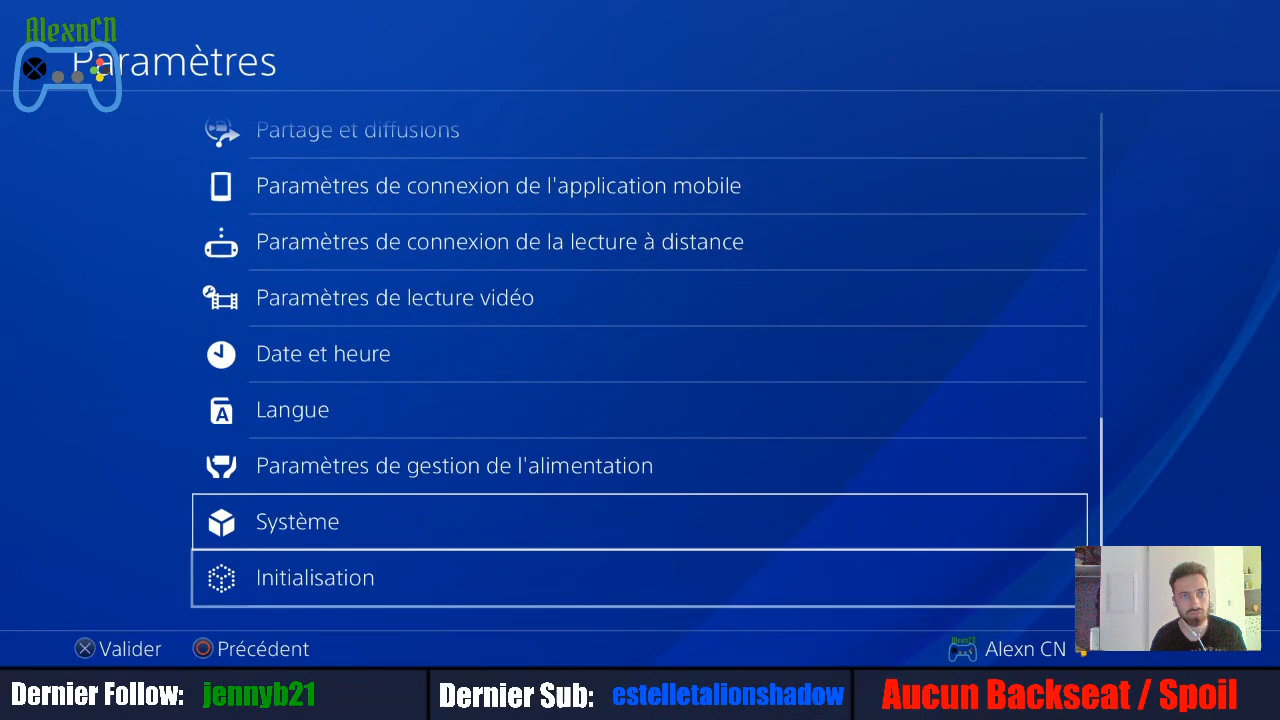 AlexnCN
Paramètres
Partage et diffusions
Paramètres de connexion de l'application mobile
Paramètres de connexion de la lecture à distance
Paramètres de lecture vidéo
Date et heure
Langue
Paramètres de gestion de l'alimentation
Système
Initialisation
Valider Précédent AlexnCN Alexn CN
Dernier Follow: jennyb21 Dernier Sub: estelletalionshadow Aucun Backseat / Spoil